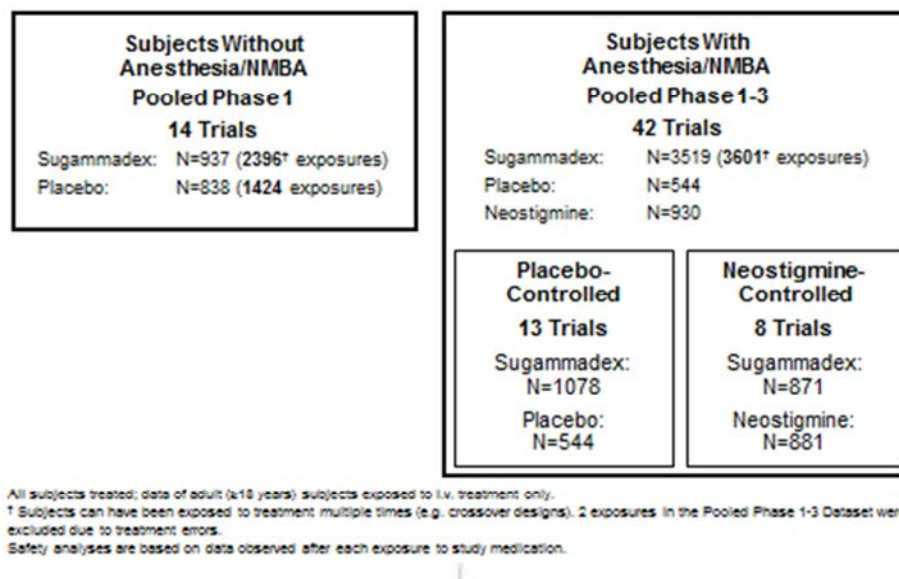 Subjects Without
Anesthesia/NMBA
Pooled Phase 1
14 Trials
Sugammadex: N=937 (2396† exposures)
Placebo: N=838 (1424 exposures)
Subjects With
Anesthesia/NMBA
Pooled Phase 1-3
42 Trials
Sugammadex: N=3519 (3601† exposures)
Placebo: N=544
Neostigmine: N=930
Placebo-
Controlled
13 Trials
Sugammadex:
N=1078
Placebo:
N=544
Neostigmine-
Controlled
8 Trials
Sugammadex:
N=871
Neostigmine:
N=881
All subjects treated; data of adult (≥18 years) subjects exposed to i.v. treatment only.
† Subjects can have been exposed to treatment multiple times (e.g. crossover designs). 2 exposures in the Pooled Phase 1-3 Dataset wer
excluded due to treatment errors.
Safety analyses are based on data observed after each exposure to study medication.